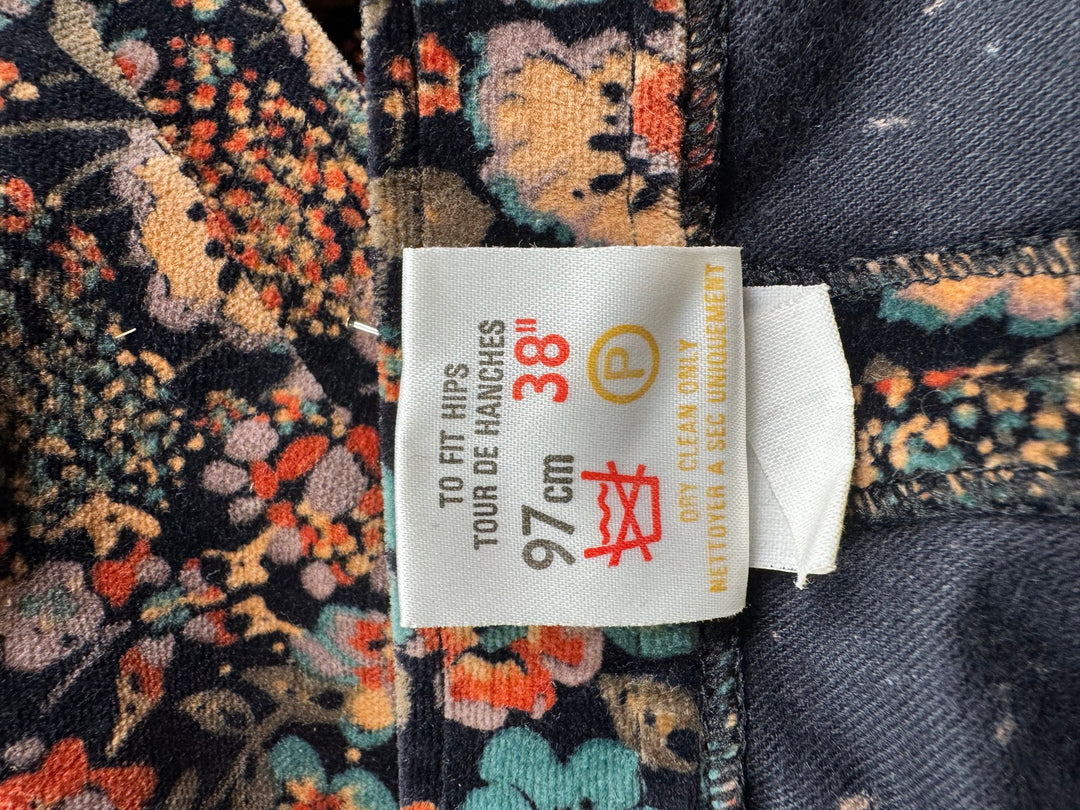 TO FIT HIPS
TOUR DE HANCHES
97cm 38"
P
DRY CLEAN ONLY
NETTOYER A SEC UNIQUEMENT